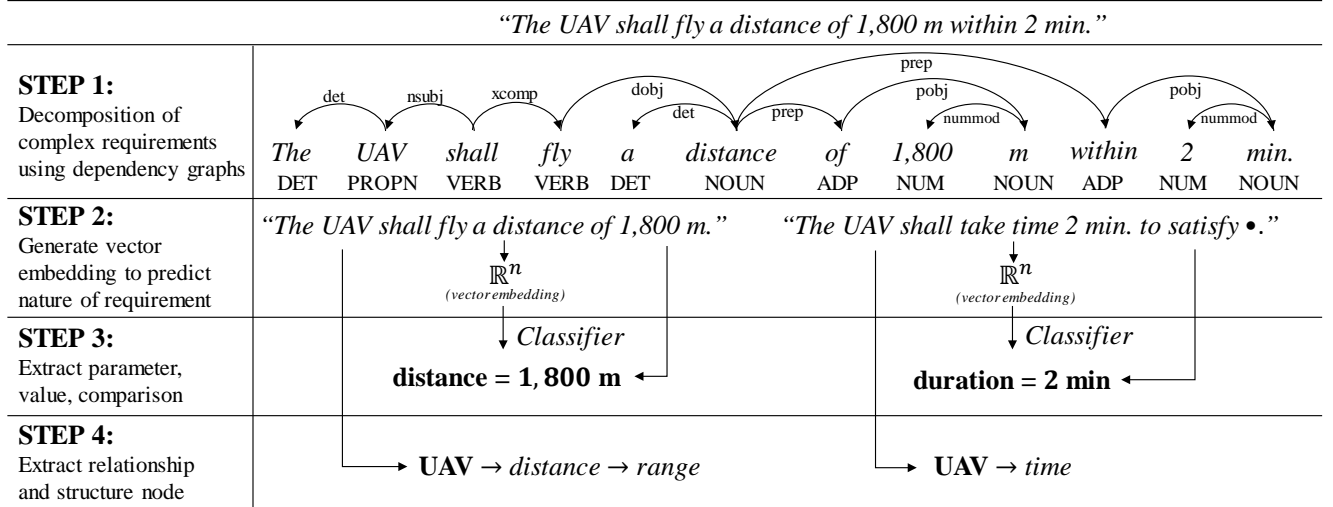 “The UAV shall fly a distance of 1,800 m within 2 min.”
STEP 1:
Decomposition of
complex requirements
using dependency graphs
det
nsubj
xcomp
dobj
det
prep
prep
pobj
nummod
pobj
nummod
The UAV shall fly a distance of 1,800 m within 2 min.
DET PROPN VERB VERB DET NOUN ADP NUM NOUN ADP NUM NOUN
STEP 2:
Generate vector
embedding to predict
nature of requirement
“The UAV shall fly a distance of 1,800 m.”
ℝⁿ
(vector embedding)
“The UAV shall take time 2 min. to satisfy •.”
ℝⁿ
(vector embedding)
STEP 3:
Extract parameter,
value, comparison
Classifier
distance = 1,800 m
Classifier
duration = 2 min
STEP 4:
Extract relationship
and structure node
UAV → distance → range
UAV → time